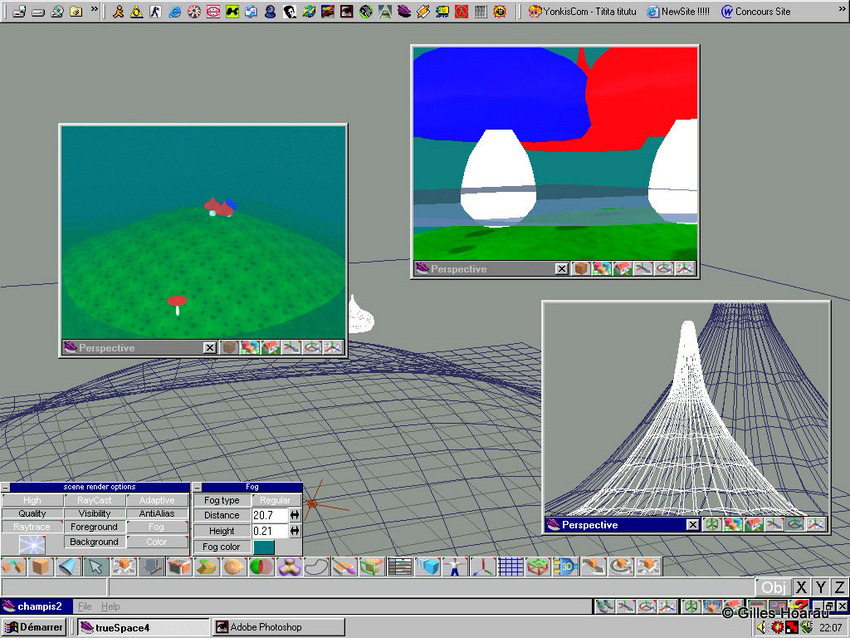 YonkisCom - Titita titutu
NewSite !!!!!
Concours Site
Perspective
Perspective
Perspective
scene render options
High
RayCast
Adaptive
Quality
Visibility
AntiAlias
Raytrace
Foreground
Fog
Background
Color
Fog
Fog type
Regular
Distance
20.7
Height
0.21
Fog color
3D
Obj X Y Z
champis2
File Help
© Gilles Hoarau
Démarrer
trueSpace4
Adobe Photoshop
22:07